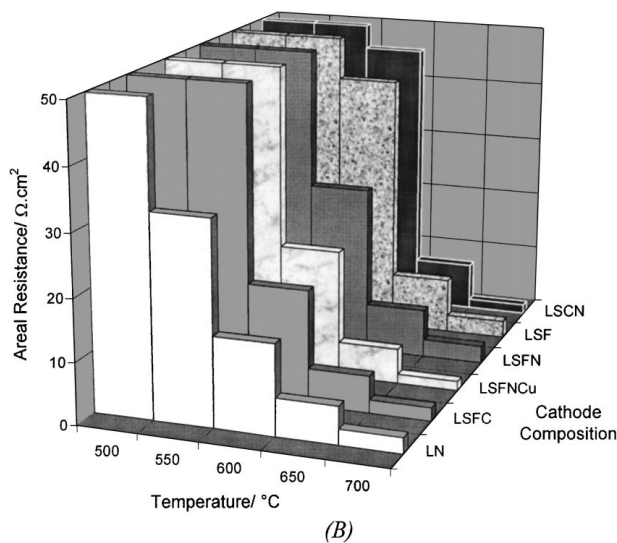 50
40
30
20
10
0
Areal Resistance/ Ω.cm²
500
550
600
650
700
Temperature/ °C
LSCN
LSF
LSFN
LSFNCu
LSFC
LN
Cathode
Composition
(B)